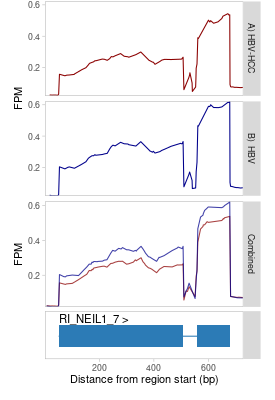 0.6
0.4
0.2
A) HBV-HCC
FPM
0.6
0.4
0.2
B) HBV
0.6
0.4
0.2
Combined
FPM
RI_NEIL1_7 >
200 400 600
Distance from region start (bp)